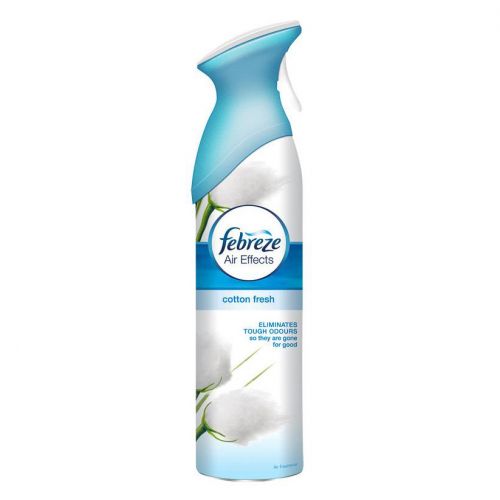 febreze
Air Effects
cotton fresh
ELIMINATES
TOUGH ODOURS
so they are gone
for good